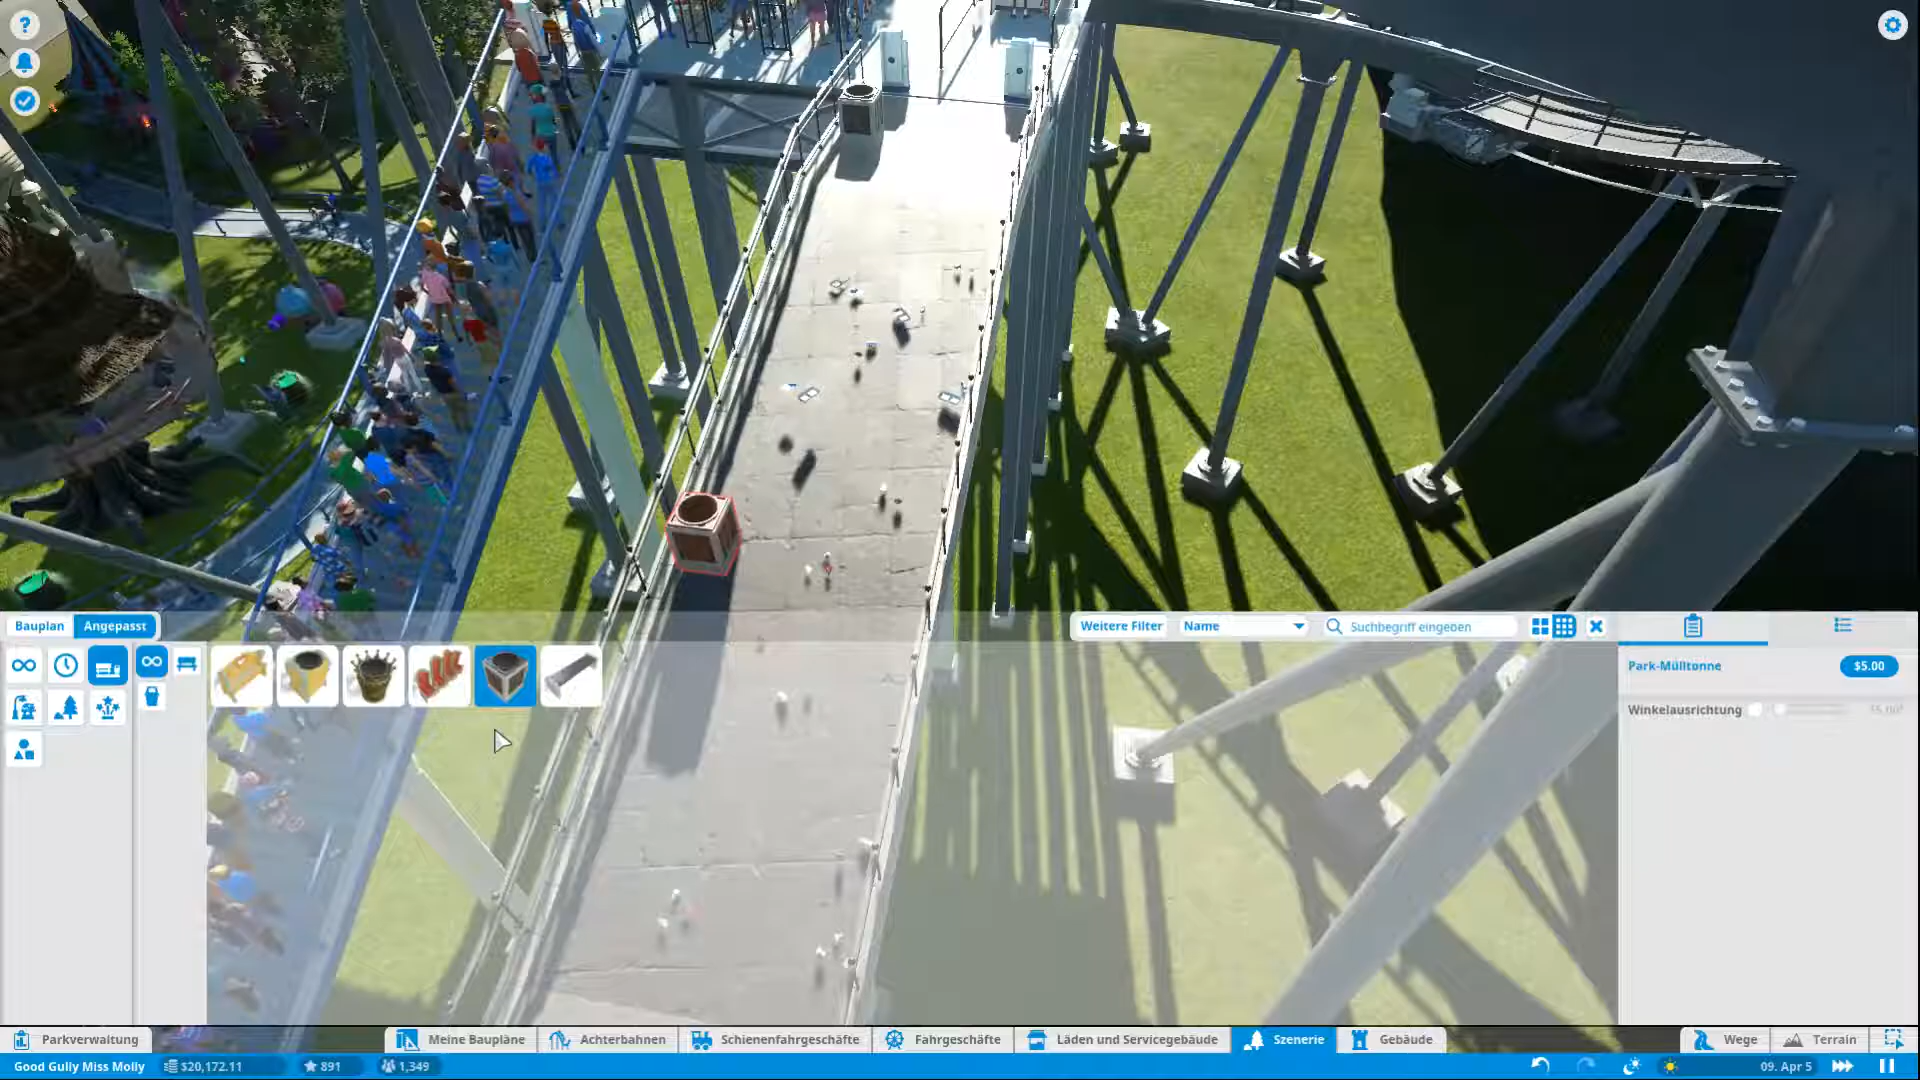 Bauplan
Angepasst
Weitere Filter
Name
Suchbegriff eingeben
Park-Mülltonne
$5.00
Winkelausrichtung
Parkverwaltung
Meine Baupläne
Achterbahnen
Schienenfahrgeschäfte
Fahrgeschäfte
Läden und Servicegebäude
Szenerie
Gebäude
Wege
Terrain
Good Gully Miss Molly
$20,172.11
891
1,349
09. Apr 5